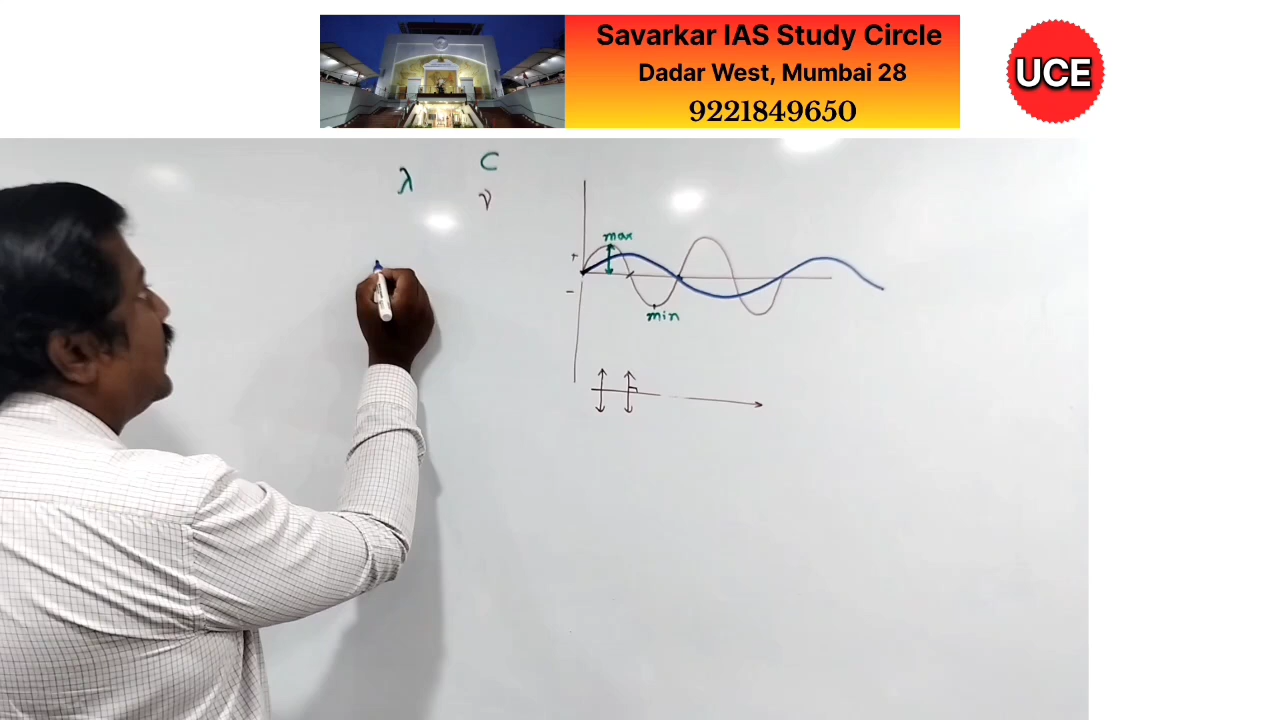 Savarkar IAS Study Circle
Dadar West, Mumbai 28
9221849650
UCE
C
λ
ν
max
+
-
min